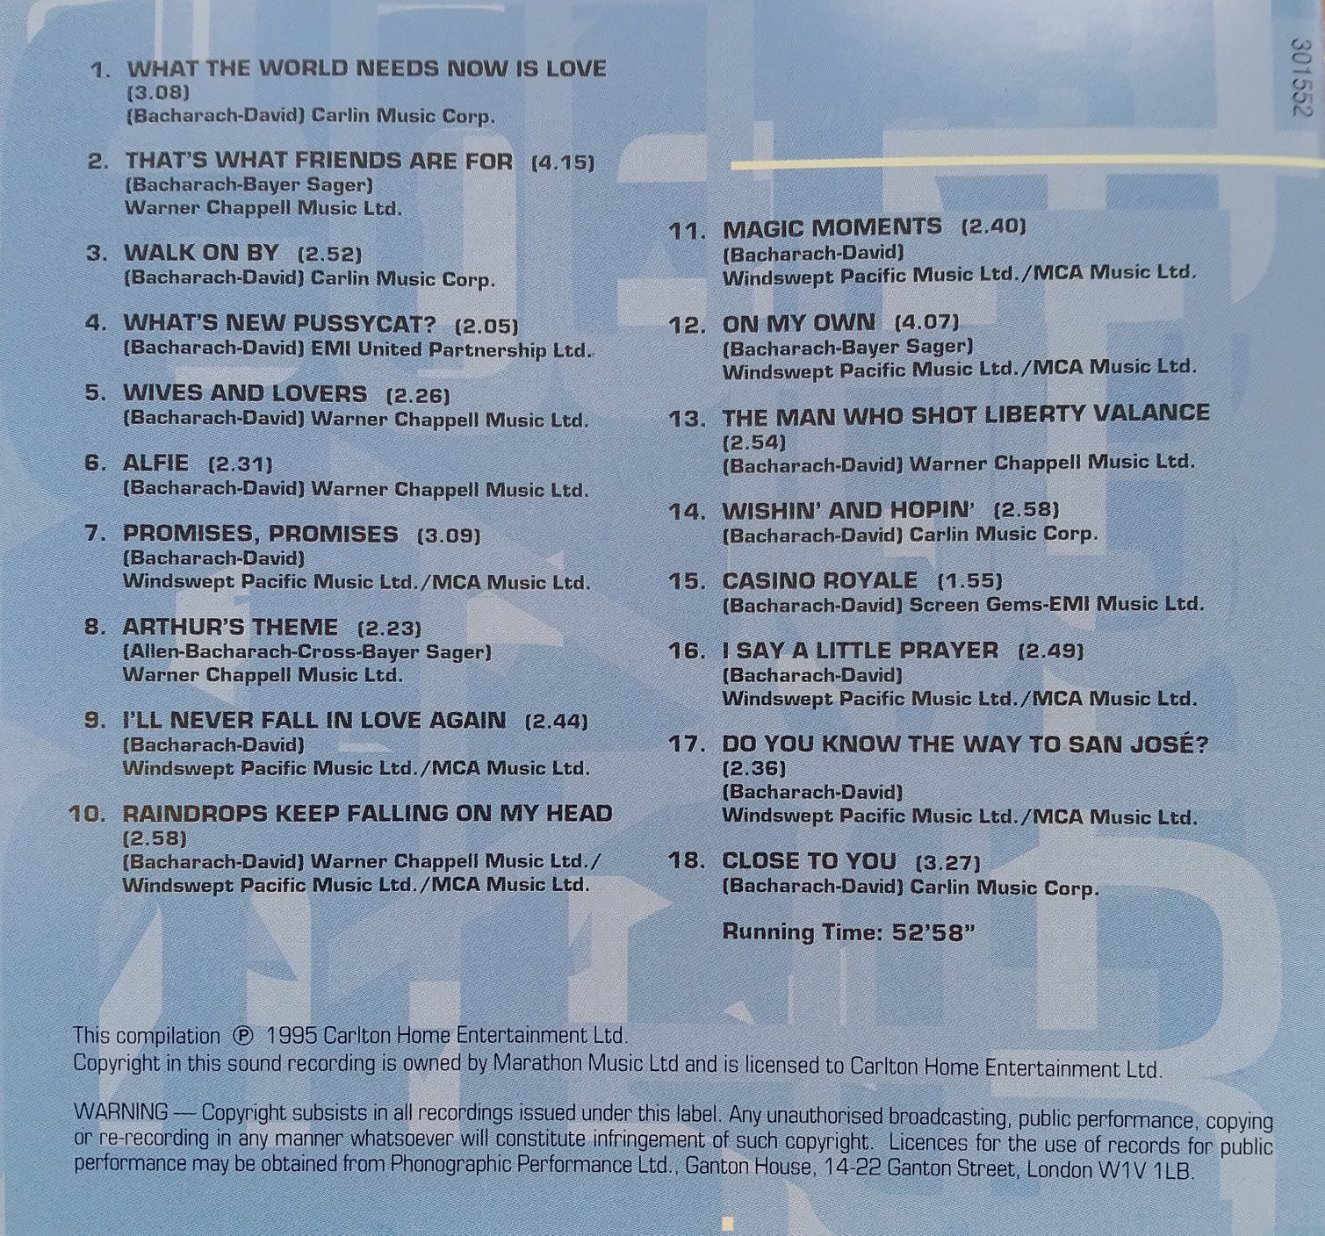 1. WHAT THE WORLD NEEDS NOW IS LOVE
(3.08)
(Bacharach-David) Carlin Music Corp.
2. THAT'S WHAT FRIENDS ARE FOR (4.15)
(Bacharach-Bayer Sager)
Warner Chappell Music Ltd.
3. WALK ON BY (2.52)
(Bacharach-David) Carlin Music Corp.
4. WHAT'S NEW PUSSYCAT? (2.05)
(Bacharach-David) EMI United Partnership Ltd.
5. WIVES AND LOVERS (2.26)
(Bacharach-David) Warner Chappell Music Ltd.
6. ALFIE (2.31)
(Bacharach-David) Warner Chappell Music Ltd.
7. PROMISES, PROMISES (3.09)
(Bacharach-David)
Windswept Pacific Music Ltd./MCA Music Ltd.
8. ARTHUR'S THEME (2.23)
(Allen-Bacharach-Cross-Bayer Sager)
Warner Chappell Music Ltd.
9. I'LL NEVER FALL IN LOVE AGAIN (2.44)
(Bacharach-David)
Windswept Pacific Music Ltd./MCA Music Ltd.
10. RAINDROPS KEEP FALLING ON MY HEAD
(2.58)
(Bacharach-David) Warner Chappell Music Ltd./
Windswept Pacific Music Ltd./MCA Music Ltd.
301552
11. MAGIC MOMENTS (2.40)
(Bacharach-David)
Windswept Pacific Music Ltd./MCA Music Ltd.
12. ON MY OWN (4.07)
(Bacharach-Bayer Sager)
Windswept Pacific Music Ltd./MCA Music Ltd.
13. THE MAN WHO SHOT LIBERTY VALANCE
(2.54)
(Bacharach-David) Warner Chappell Music Ltd.
14. WISHIN' AND HOPIN' (2.58)
(Bacharach-David) Carlin Music Corp.
15. CASINO ROYALE (1.55)
(Bacharach-David) Screen Gems-EMI Music Ltd.
16. I SAY A LITTLE PRAYER (2.49)
(Bacharach-David)
Windswept Pacific Music Ltd./MCA Music Ltd.
17. DO YOU KNOW THE WAY TO SAN JOSÉ?
(2.36)
(Bacharach-David)
Windswept Pacific Music Ltd./MCA Music Ltd.
18. CLOSE TO YOU (3.27)
(Bacharach-David) Carlin Music Corp.
Running Time: 52'58"
This compilation ℗ 1995 Carlton Home Entertainment Ltd.
Copyright in this sound recording is owned by Marathon Music Ltd and is licensed to Carlton Home Entertainment Ltd.
WARNING — Copyright subsists in all recordings issued under this label. Any unauthorised broadcasting, public performance, copying
or re-recording in any manner whatsoever will constitute infringement of such copyright. Licences for the use of records for public
performance may be obtained from Phonographic Performance Ltd., Ganton House, 14-22 Ganton Street, London W1V 1LB.